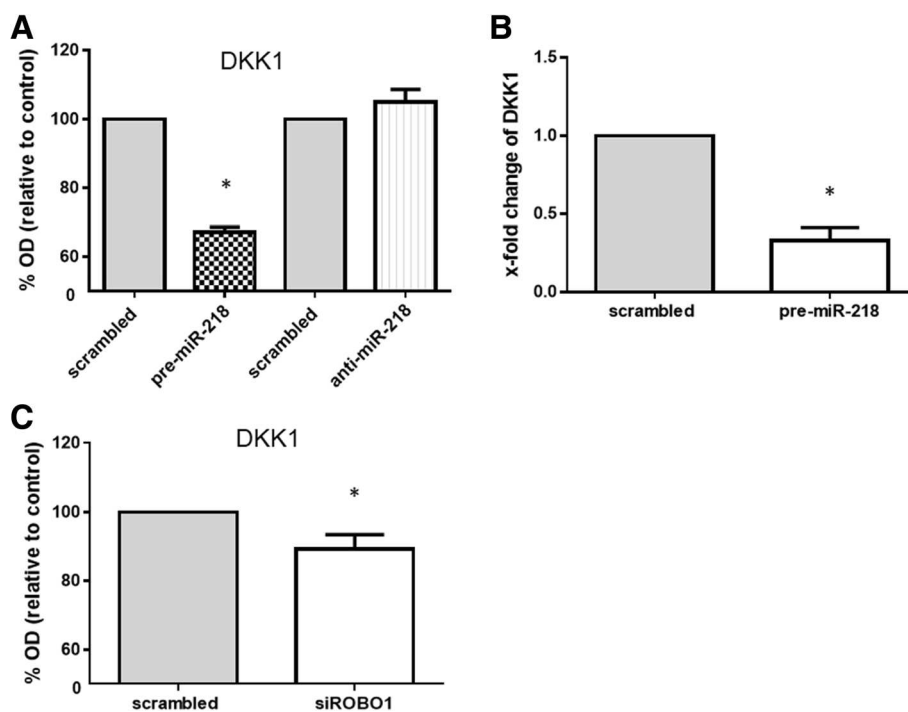 A
DKK1
% OD (relative to control)
120
100
80
60
0
*
scrambled
pre-miR-218
scrambled
anti-miR-218
B
x-fold change of DKK1
1.5
1.0
0.5
0.0
*
scrambled
pre-miR-218
C
DKK1
% OD (relative to control)
120
100
80
60
0
*
scrambled
siROBO1